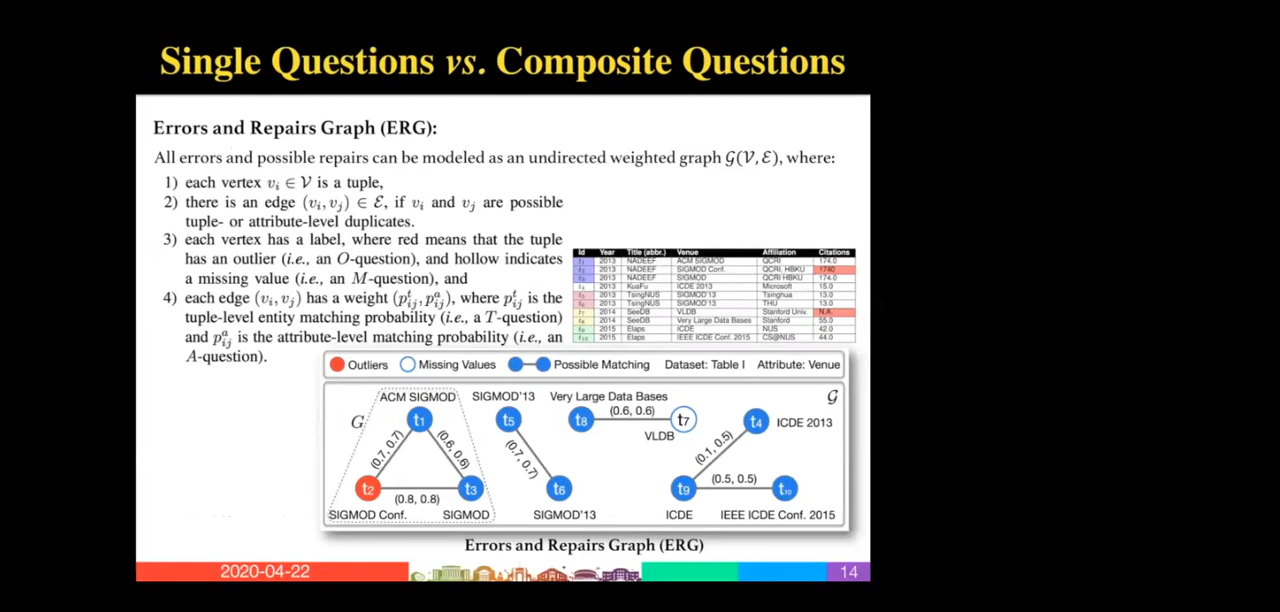 Single Questions vs. Composite Questions
Errors and Repairs Graph (ERG):
All errors and possible repairs can be modeled as an undirected weighted graph 𝒢(𝒱, ℰ), where:
1) each vertex vᵢ ∈ 𝒱 is a tuple,
2) there is an edge (vᵢ, vⱼ) ∈ ℰ, if vᵢ and vⱼ are possible
tuple- or attribute-level duplicates.
3) each vertex has a label, where red means that the tuple
has an outlier (i.e., an O-question), and hollow indicates
a missing value (i.e., an M-question), and
4) each edge (vᵢ, vⱼ) has a weight (pᵗᵢⱼ, pᵃᵢⱼ), where pᵗᵢⱼ is the
tuple-level entity matching probability (i.e., a T-question)
and pᵃᵢⱼ is the attribute-level matching probability (i.e., an
A-question).
Id Year Title (abbr.) Venue Affiliation Citations
t₁ 2013 NADEEF ACM SIGMOD QCRI 174.0
t₂ 2013 NADEEF SIGMOD Conf. QCRI, HBKU 1740
t₃ 2013 NADEEF SIGMOD QCRI HBKU 174.0
t₄ 2013 KuaFu ICDE 2013 Microsoft 15.0
t₅ 2013 TsingNUS SIGMOD'13 Tsinghua 13.0
t₆ 2013 TsingNUS SIGMOD'13 THU 13.0
t₇ 2014 SeeDB VLDB Stanford Univ. N.A.
t₈ 2014 SeeDB Very Large Data Bases Stanford 55.0
t₉ 2015 Elaps ICDE NUS 42.0
t₁₀ 2015 Elaps IEEE ICDE Conf. 2015 CS@NUS 44.0
Outliers Missing Values Possible Matching Dataset: Table I Attribute: Venue
ACM SIGMOD SIGMOD'13 Very Large Data Bases 𝒢
G t₁ t₅ t₈ (0.6, 0.6) t₇ t₄ ICDE 2013
VLDB
(0.7, 0.7) (0.6, 0.6) (0.7, 0.7) (0.1, 0.5)
t₂ (0.8, 0.8) t₃ t₆ t₉ (0.5, 0.5) t₁₀
SIGMOD Conf. SIGMOD SIGMOD'13 ICDE IEEE ICDE Conf. 2015
Errors and Repairs Graph (ERG)
2020-04-22 14